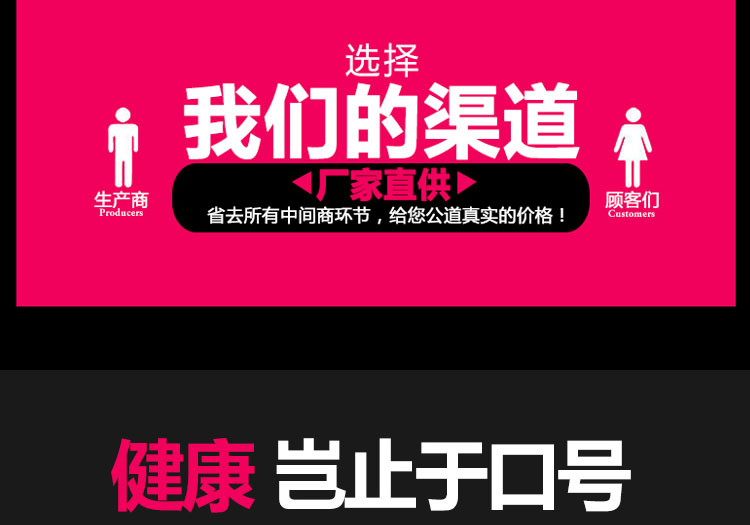 选择
我们的渠道
厂家直供
生产商
Producers
省去所有中间商环节，给您公道真实的价格！
顾客们
Customers
健康 岂止于口号